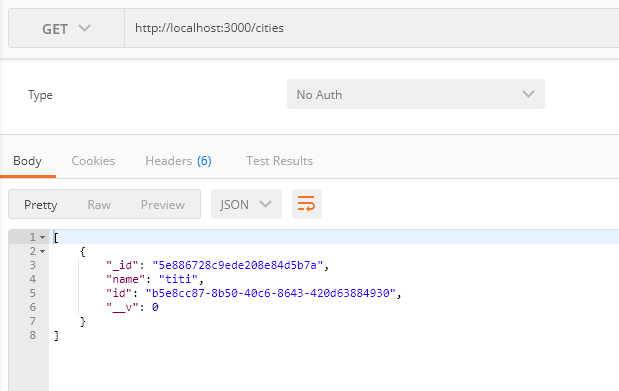 GET http://localhost:3000/cities
Type No Auth
Body Cookies Headers (6) Test Results
Pretty Raw Preview JSON
1 [
2 {
3 "_id": "5e886728c9ede208e84d5b7a",
4 "name": "titi",
5 "id": "b5e8cc87-8b50-40c6-8643-420d63884930",
6 "__v": 0
7 }
8 ]